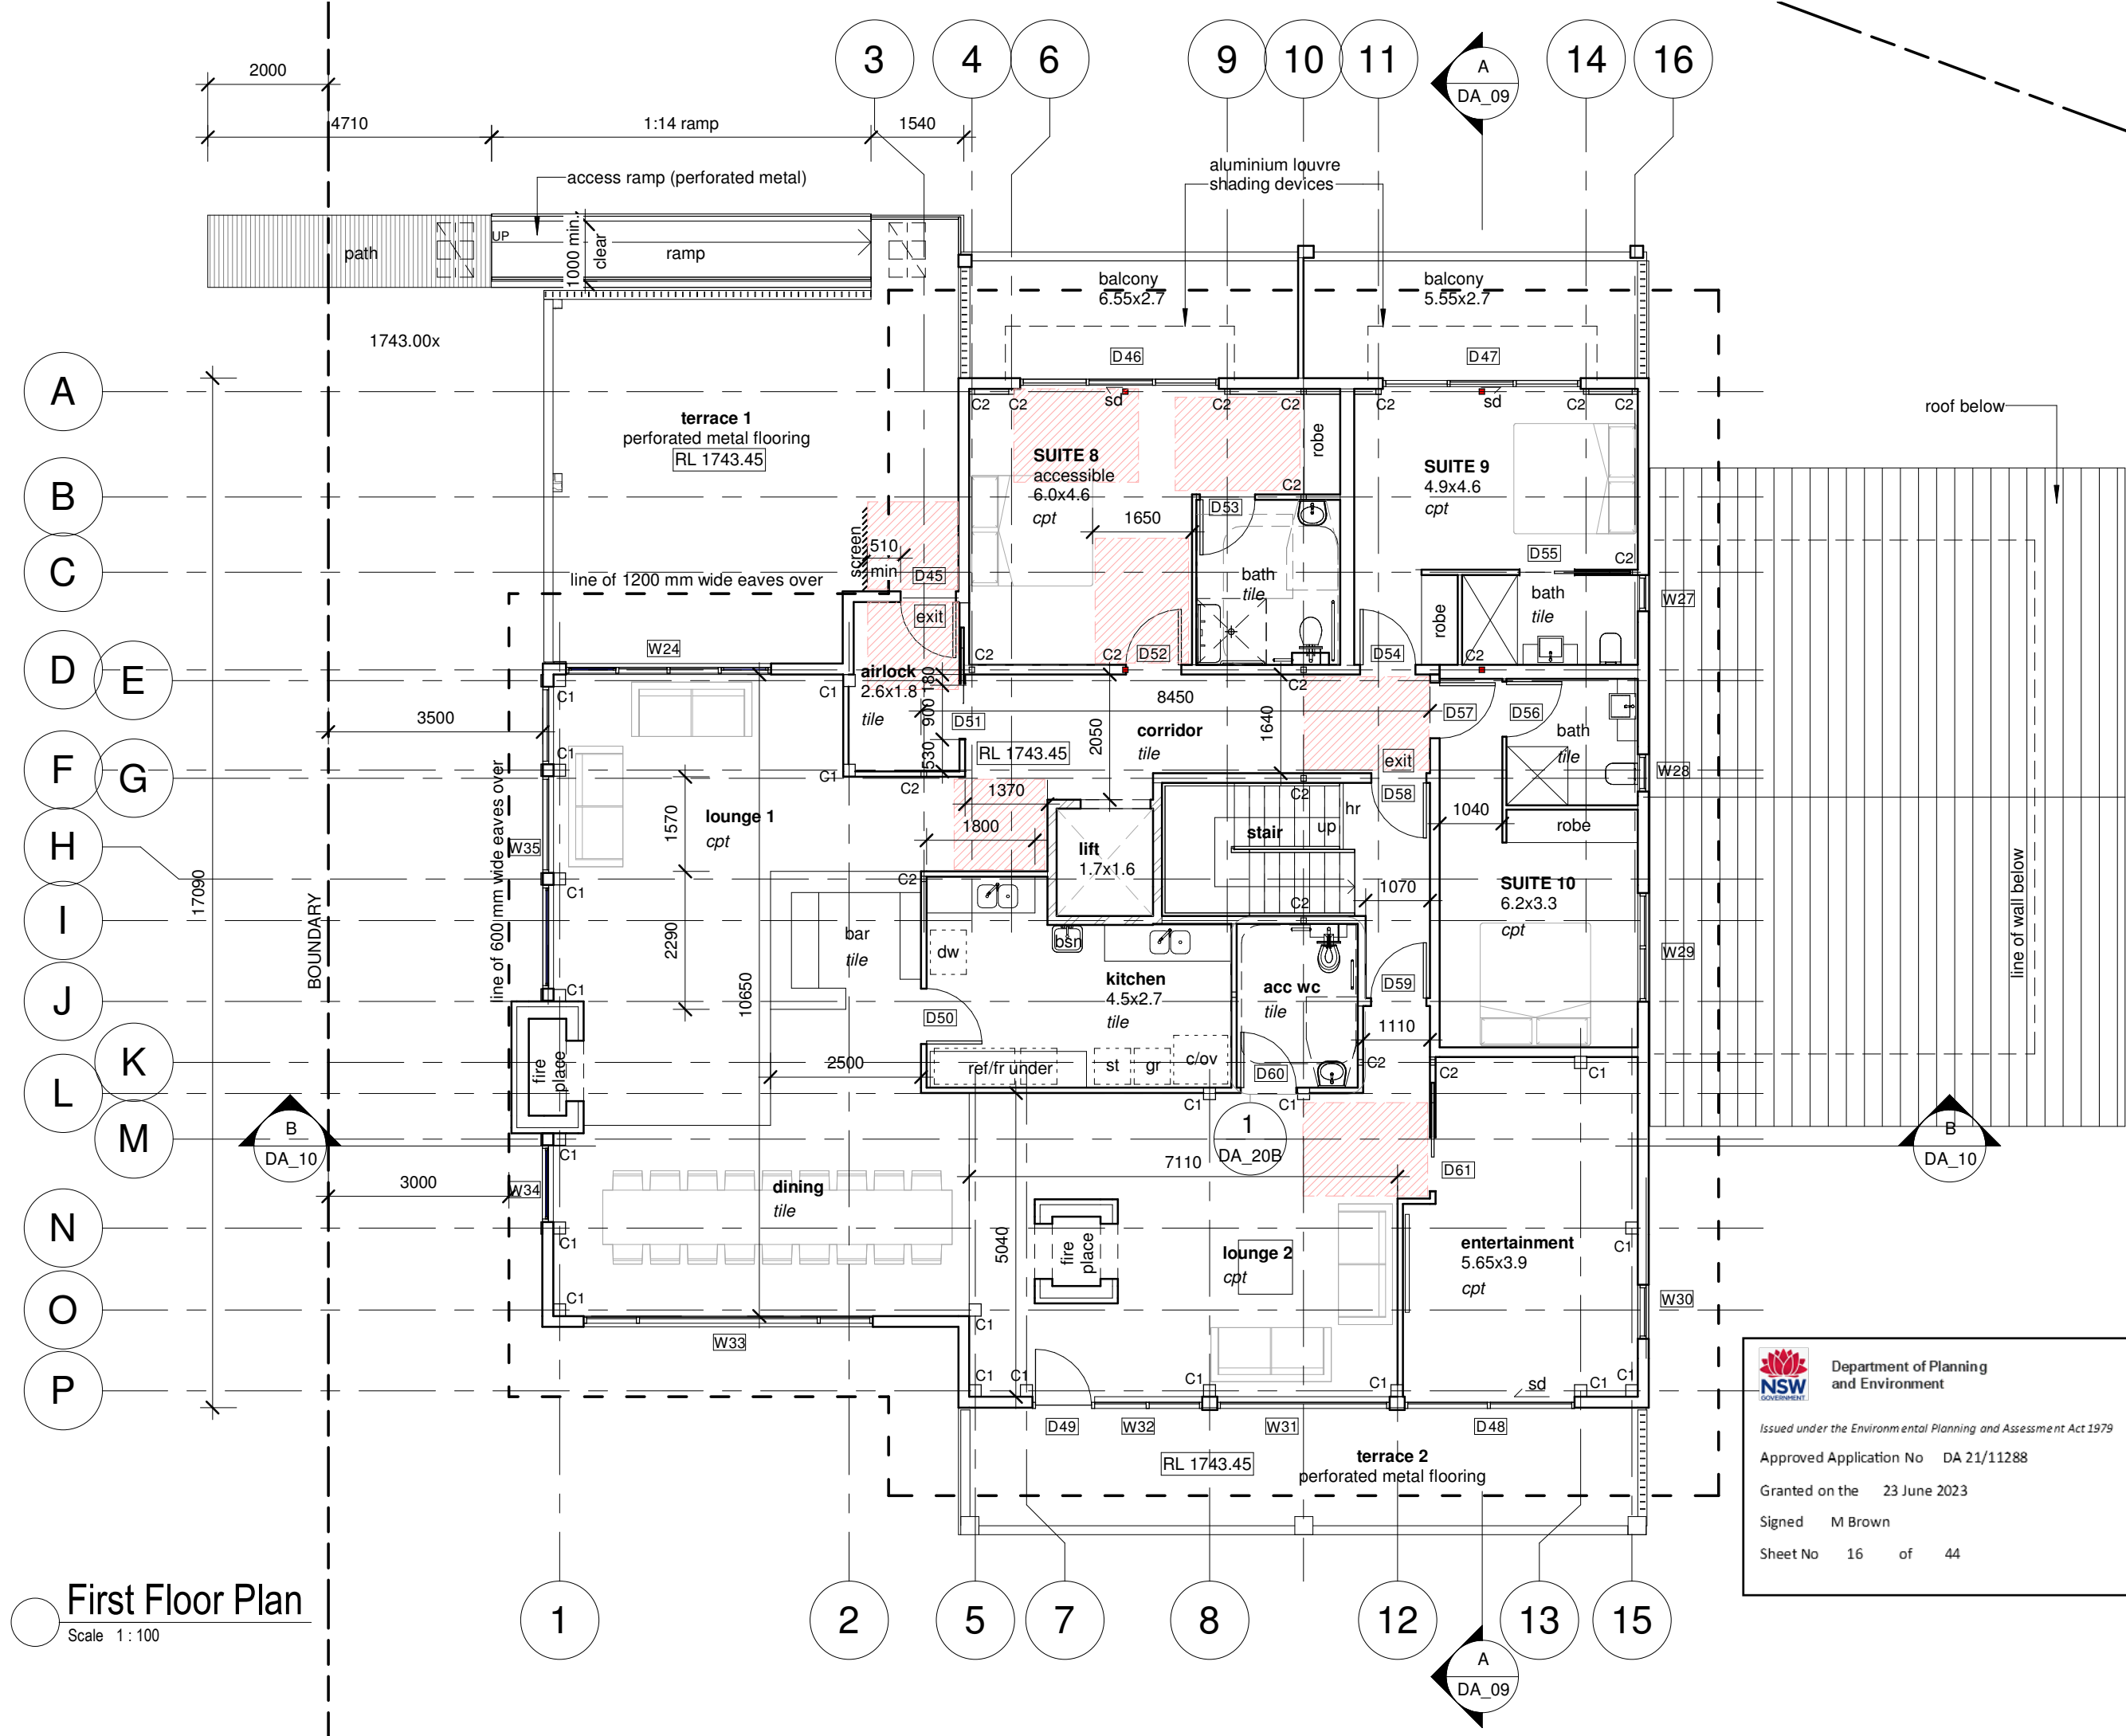 3
4
6
9
10
11
14
16
A
DA_09
2000
4710
1:14 ramp
1540
access ramp (perforated metal)
aluminium louvre
shading devices
UP
path
1000 min.
clear
ramp
balcony
6.55x2.7
balcony
5.55x2.7
1743.00x
D46
D47
A
sd
sd
C2
C2
C2
C2
C2
C2
C2
roof below
terrace 1
perforated metal flooring
RL 1743.45
robe
SUITE 8
accessible
6.0x4.6
cpt
SUITE 9
4.9x4.6
cpt
B
C2
D53
1650
screen
510
min
D45
D55
C2
C
line of 1200 mm wide eaves over
bath
tile
bath
tile
W27
exit
robe
D
E
W24
C2
C2
D52
D54
C2
airlock
2.6x1.8
tile
180
900
530
C1
C1
C2
8450
3500
D51
D57
D56
2050
corridor
tile
1640
bath
tile
RL 1743.45
F
G
C1
C1
C2
exit
W28
line of 600 mm wide eaves over
1370
C2
D58
1570
lounge 1
cpt
1800
hr
up
stair
1040
robe
H
W35
lift
1.7x1.6
17090
BOUNDARY
C1
C2
1070
SUITE 10
6.2x3.3
cpt
I
C2
2290
bar
tile
dw
bsn
W29
line of wall below
kitchen
4.5x2.7
tile
acc wc
tile
D59
J
C1
10650
D50
1110
K
fire
place
2500
ref/fr under
st
gr
c/ov
D60
C2
C2
C1
L
C1
C1
M
B
DA_10
C1
1
DA_20B
B
DA_10
7110
D61
3000
W34
dining
tile
N
C1
5040
fire
place
lounge 2
cpt
entertainment
5.65x3.9
cpt
C1
O
C1
C1
W30
W33
P
C1
C1
C1
C1
sd
C1
C1
D49
W32
W31
D48
RL 1743.45
terrace 2
perforated metal flooring
NSW
GOVERNMENT
Department of Planning
and Environment
Issued under the Environmental Planning and Assessment Act 1979
Approved Application No DA 21/11288
Granted on the 23 June 2023
Signed M Brown
Sheet No 16 of 44
First Floor Plan
Scale 1 : 100
1
2
5
7
8
12
13
15
A
DA_09